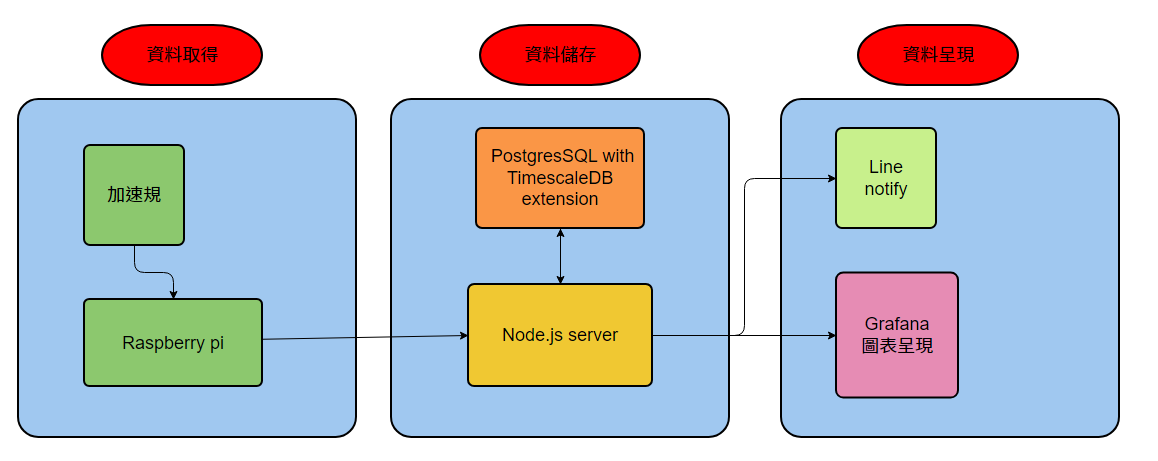 資料取得
資料儲存
資料呈現
加速規
Raspberry pi
PostgresSQL with
TimescaleDB
extension
Node.js server
Line
notify
Grafana
圖表呈現